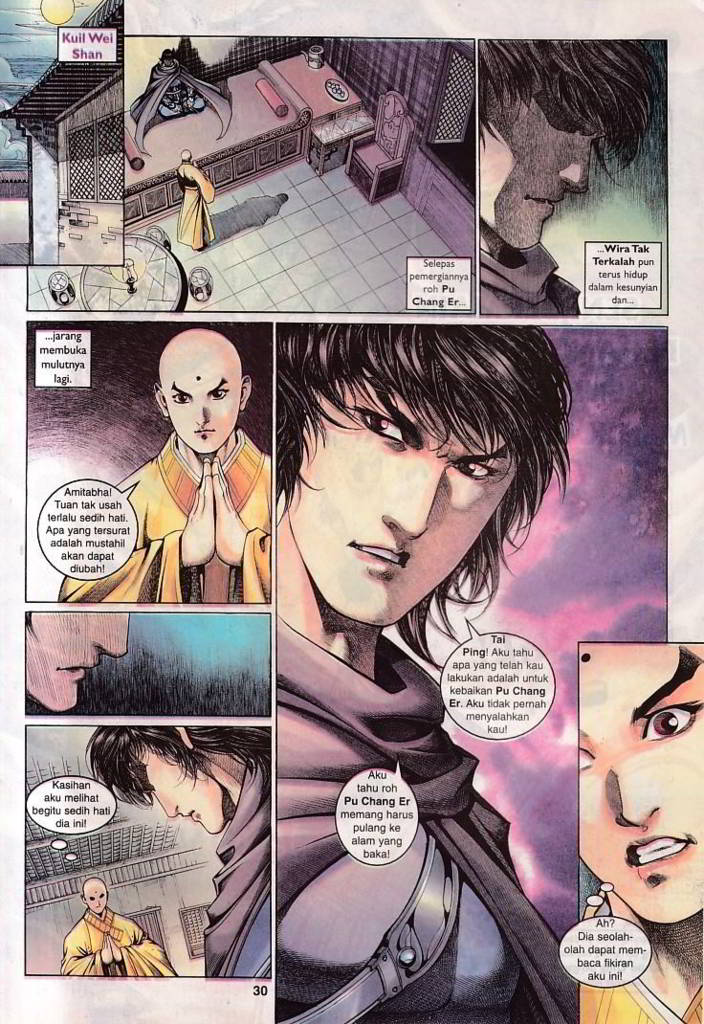 Kuil Wei
Shan
Selepas
pemergiannya
roh Pu
Chang Er...
...Wira Tak
Terkalah pun
terus hidup
dalam kesunyian
dan...
...jarang
membuka
mulutnya
lagi.
Amitabha!
Tuan tak usah
terlalu sedih hati.
Apa yang tersurat
adalah mustahil
akan dapat
diubah!
Tai
Ping! Aku tahu
apa yang telah kau
lakukan adalah untuk
kebaikan Pu Chang
Er. Aku tidak pernah
menyalahkan
kau!
Aku
tahu roh
Pu Chang Er
memang harus
pulang ke
alam yang
baka!
Kasihan
aku melihat
begitu sedih hati
dia ini!
Ah?
Dia seolah-
olah dapat mem-
baca fikiran
aku ini!
30